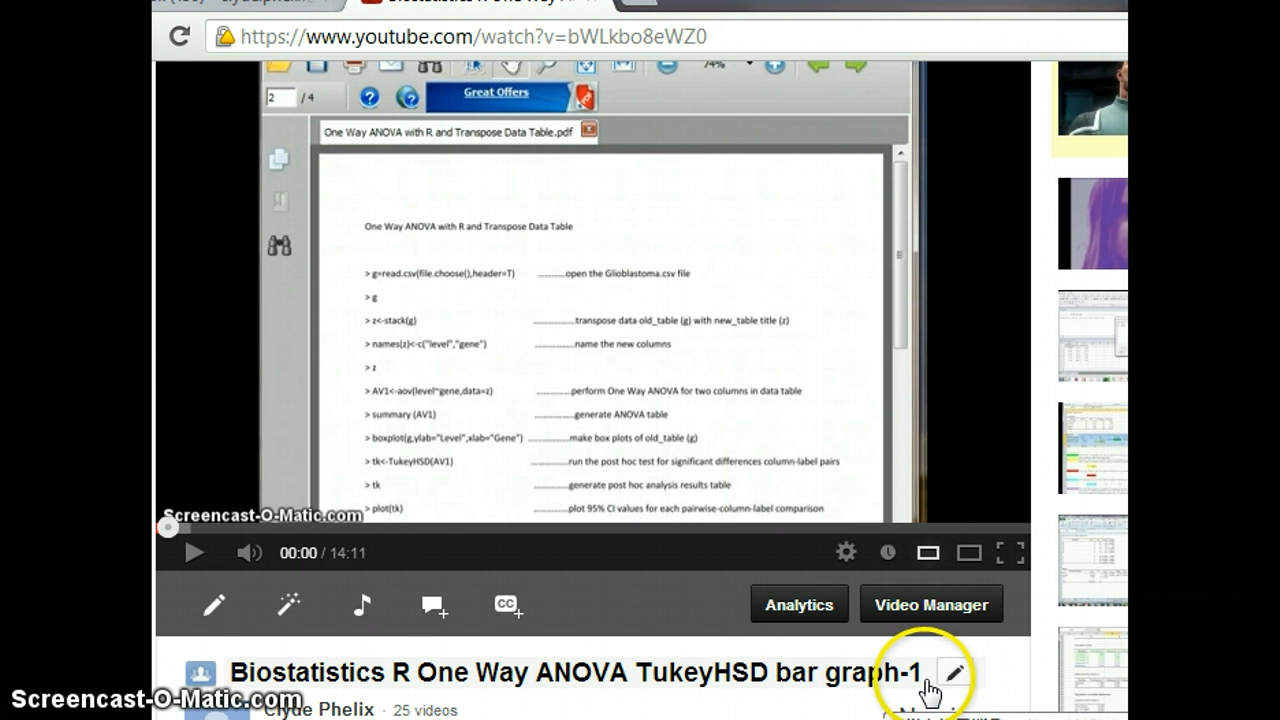 https://www.youtube.com/watch?v=bWLkbo8eWZ0
74%
2 / 4
Great Offers
One Way ANOVA with R and Transpose Data Table.pdf
One Way ANOVA with R and Transpose Data Table
> g=read.csv(file.choose(),header=T) ............open the Glioblastoma.csv file
> g
> z<-stack(g) ................transpose data old_table (g) with new_table title (z)
> names(z)<-c("level","gene") ................name the new columns
> z
> AV1<-aov(level~gene,data=z) ...............perform One Way ANOVA for two columns in data table
> summary (AV1) ................generate ANOVA table
> boxplot(g,ylab="Level",xlab="Gene") ................make box plots of old_table (g)
> tk<-TukeyHSD(AV1) ...............run the post hoc test for significant differences column-label pairs
> tk ..............generate post hoc analysis results table
> plot(tk) ..............plot 95% CI values for each pairwise-column-label comparison
Screencast-O-Matic.com
00:00 / 14:11
CC
Analytics
Video Manager
Biostatistic R One Way ANOVA TukeyHSD bar graph-1
Clyde Phelix 5 videos
Screencast-O-Matic.com